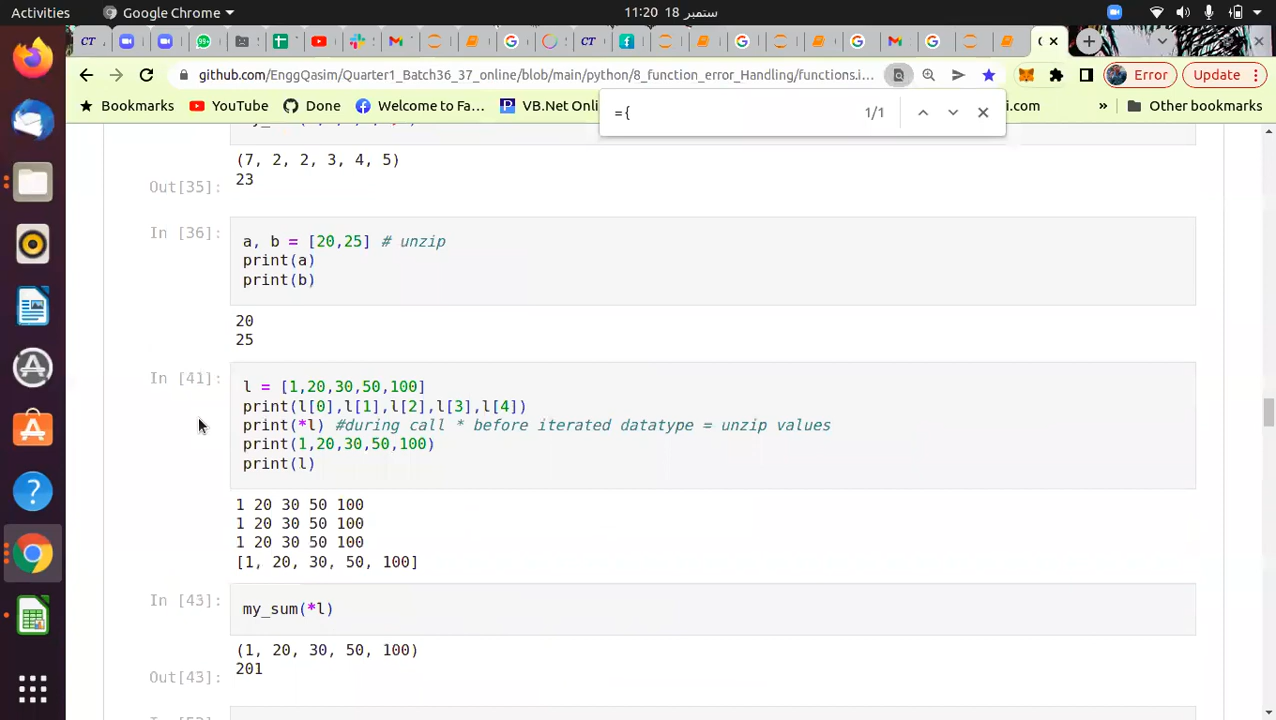 Activities
Google Chrome
ستمبر 18 11:20
github.com/EnggQasim/Quarter1_Batch36_37_online/blob/main/python/8_function_error_Handling/functions.i...
Error
Update
Bookmarks
YouTube
Done
Welcome to Fa...
VB.Net Onli
i.com
»
Other bookmarks
={
1/1
(7, 2, 2, 3, 4, 5)
Out[35]:
23
In [36]:
a, b = [20,25] # unzip
print(a)
print(b)
20
25
In [41]:
l = [1,20,30,50,100]
print(l[0],l[1],l[2],l[3],l[4])
print(*l) #during call * before iterated datatype = unzip values
print(1,20,30,50,100)
print(l)
1 20 30 50 100
1 20 30 50 100
1 20 30 50 100
[1, 20, 30, 50, 100]
In [43]:
my_sum(*l)
(1, 20, 30, 50, 100)
Out[43]:
201